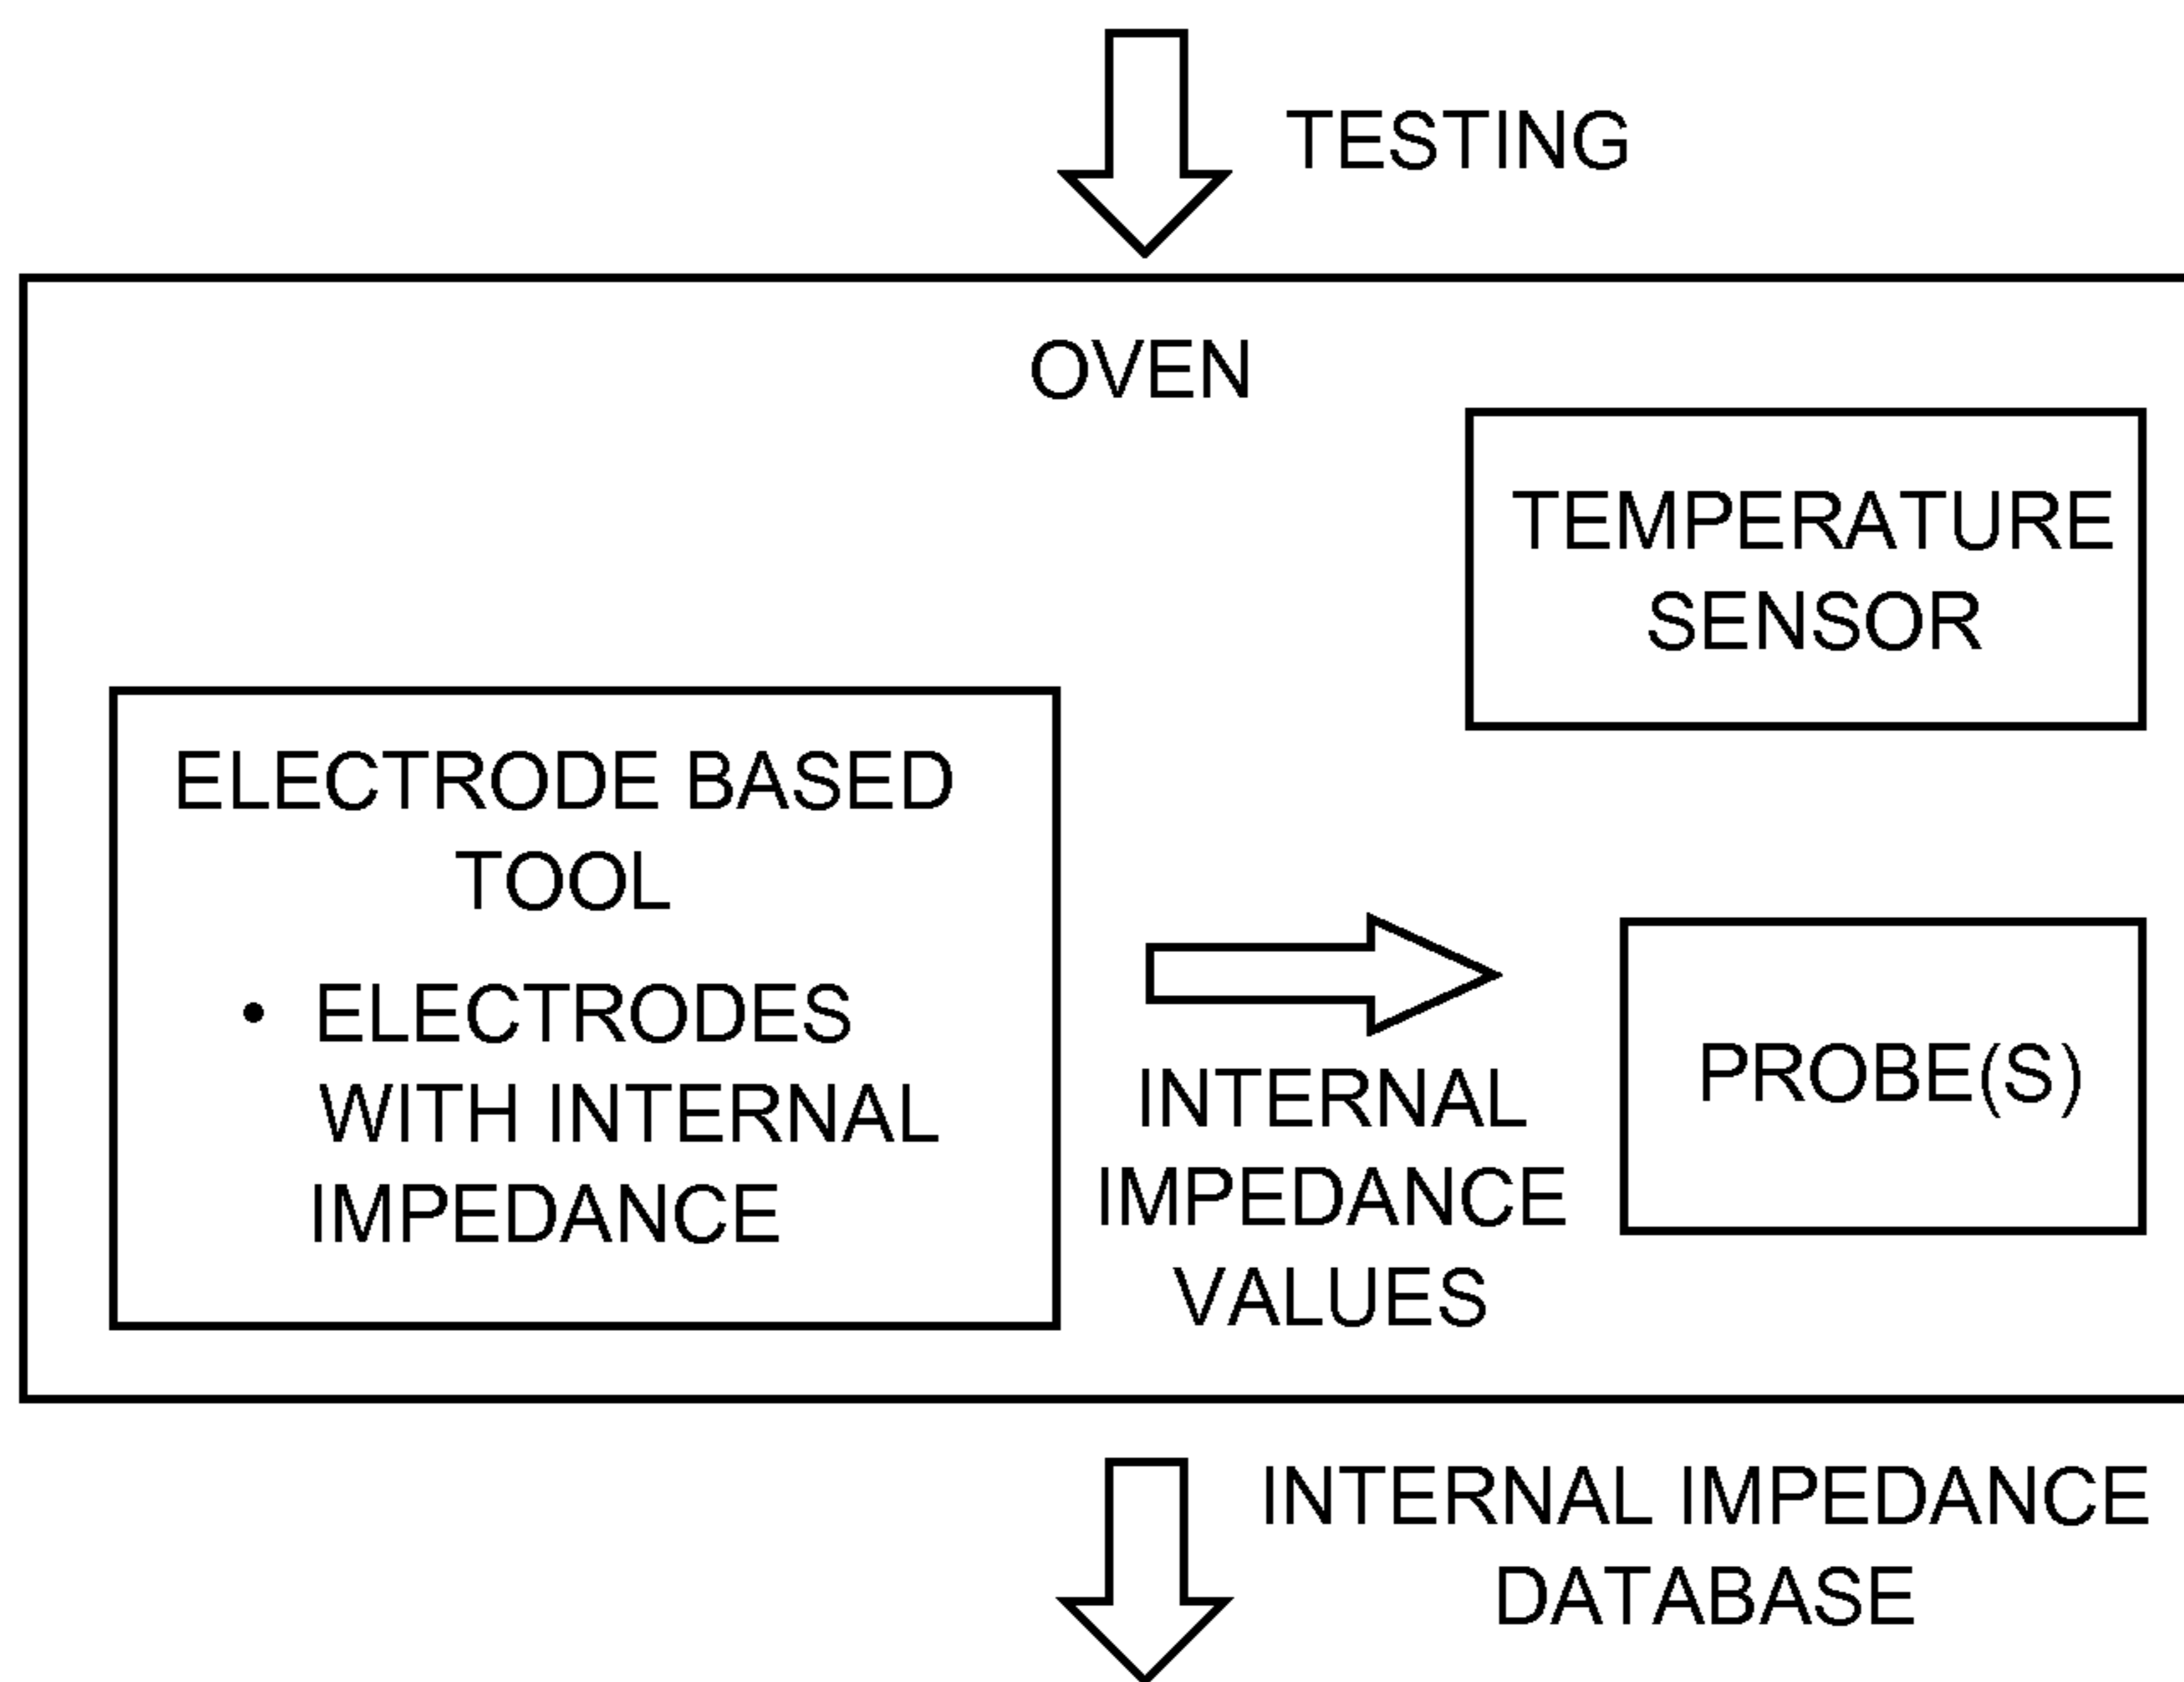 TESTING
OVEN
TEMPERATURE
SENSOR
ELECTRODE BASED
TOOL
• ELECTRODES
WITH INTERNAL
IMPEDANCE
INTERNAL
IMPEDANCE
VALUES
PROBE(S)
INTERNAL IMPEDANCE
DATABASE